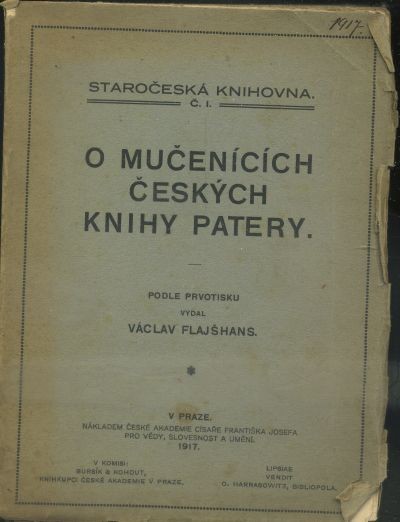 1917.
STAROČESKÁ KNIHOVNA.
Č. I.
O MUČENÍCÍCH
ČESKÝCH
KNIHY PATERY.
PODLE PRVOTISKU
VYDAL
VÁCLAV FLAJŠHANS.
V PRAZE.
NÁKLADEM ČESKÉ AKADEMIE CÍSAŘE FRANTIŠKA JOSEFA
PRO VĚDY, SLOVESNOST A UMĚNÍ.
1917.
V KOMISI:
BURSÍK & KOHOUT,
KNIHKUPCI ČESKÉ AKADEMIE V PRAZE.
LIPSIAE
VENDIT
O. HARRASOWITZ, BIBLIOPOLA.